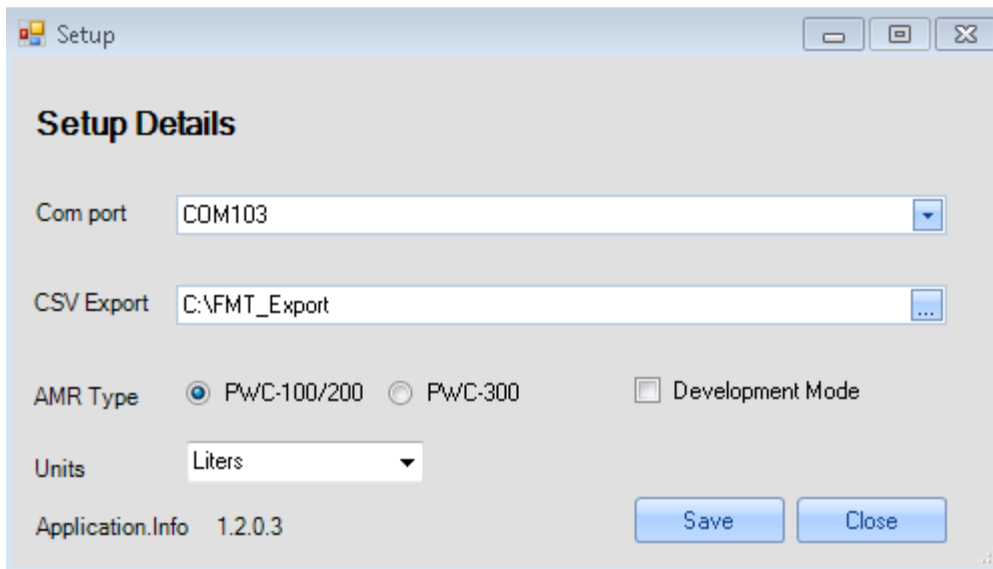 Setup
Setup Details
Com port COM103
CSV Export C:\FMT_Export ...
AMR Type PWC-100/200 PWC-300 Development Mode
Units Liters
Application.Info 1.2.0.3 Save Close